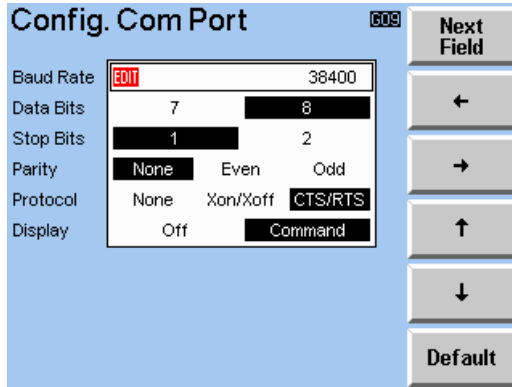 Config. Com Port G09
Next
Field
Baud Rate EDIT 38400
Data Bits 7 8
←
Stop Bits 1 2
Parity None Even Odd
→
Protocol None Xon/Xoff CTS/RTS
Display Off Command
↑
↓
Default